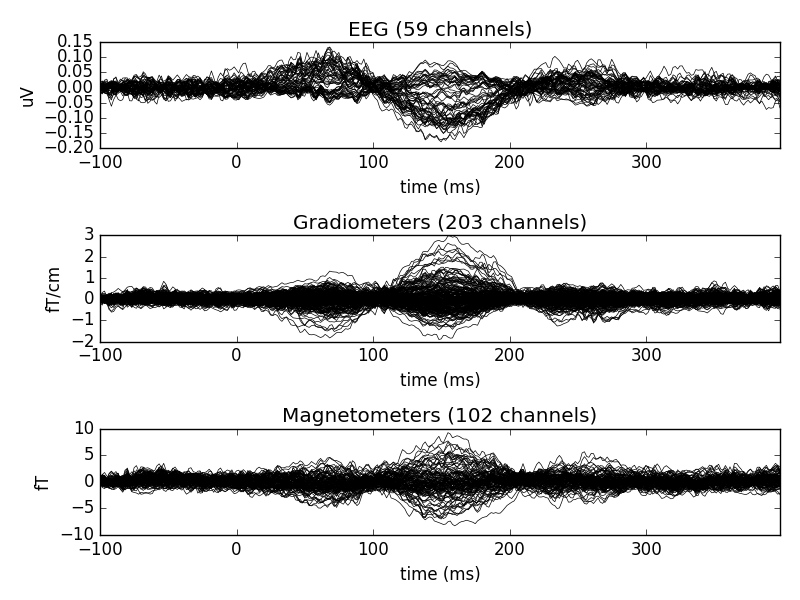 EEG (59 channels)
uV
0.15
0.10
0.05
0.00
−0.05
−0.10
−0.15
−0.20
−100 0 100 200 300
time (ms)
Gradiometers (203 channels)
fT/cm
3
2
1
0
−1
−2
−100 0 100 200 300
time (ms)
Magnetometers (102 channels)
fT
10
5
0
−5
−10
−100 0 100 200 300
time (ms)